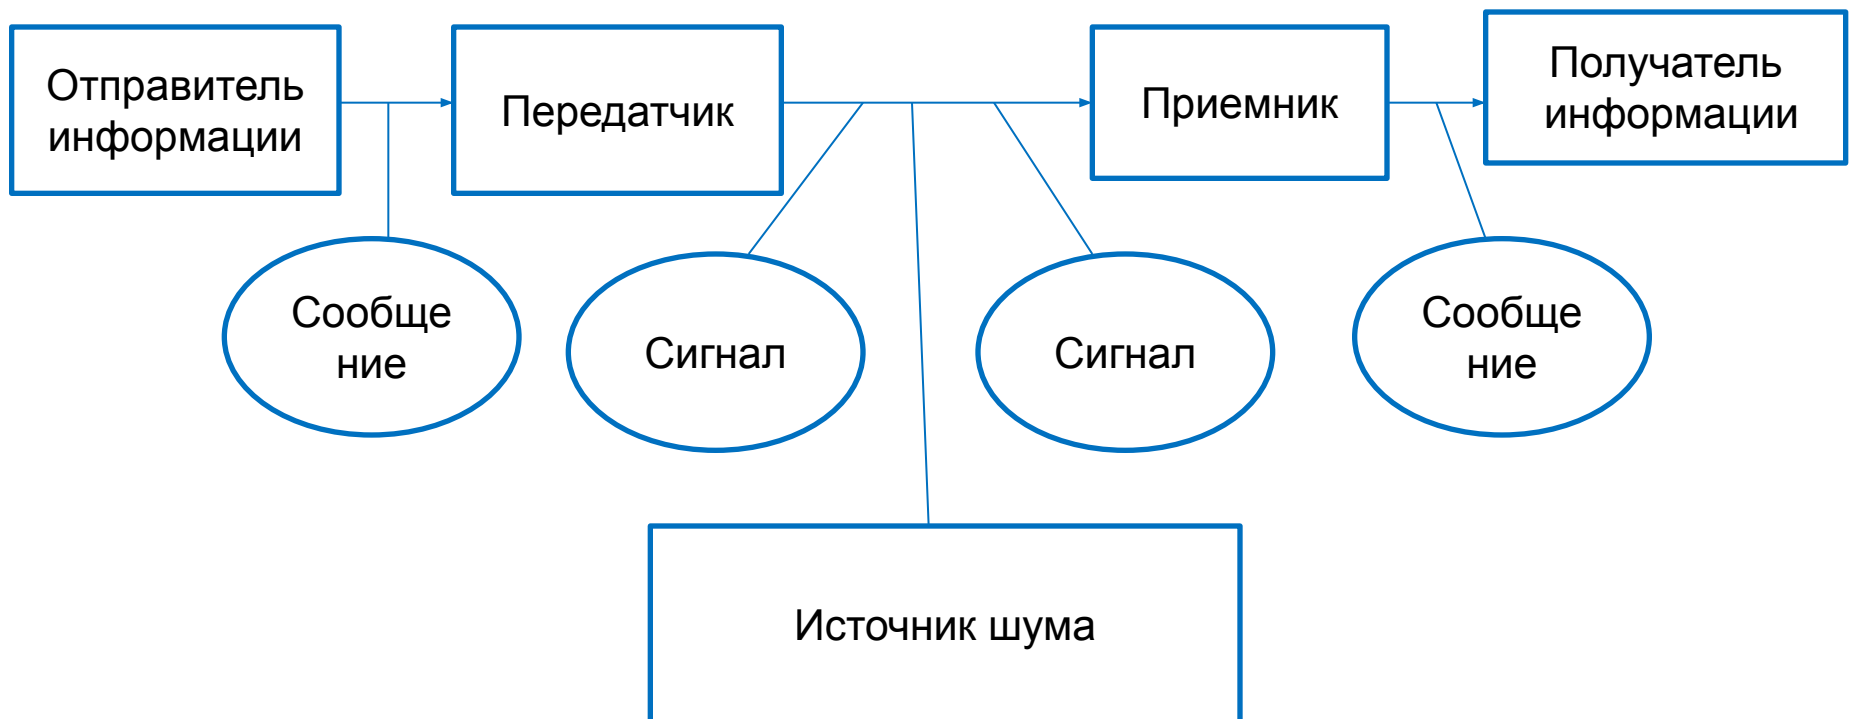 Отправитель
информации
Передатчик
Приемник
Получатель
информации
Сообще
ние
Сигнал
Сигнал
Сообще
ние
Источник шума